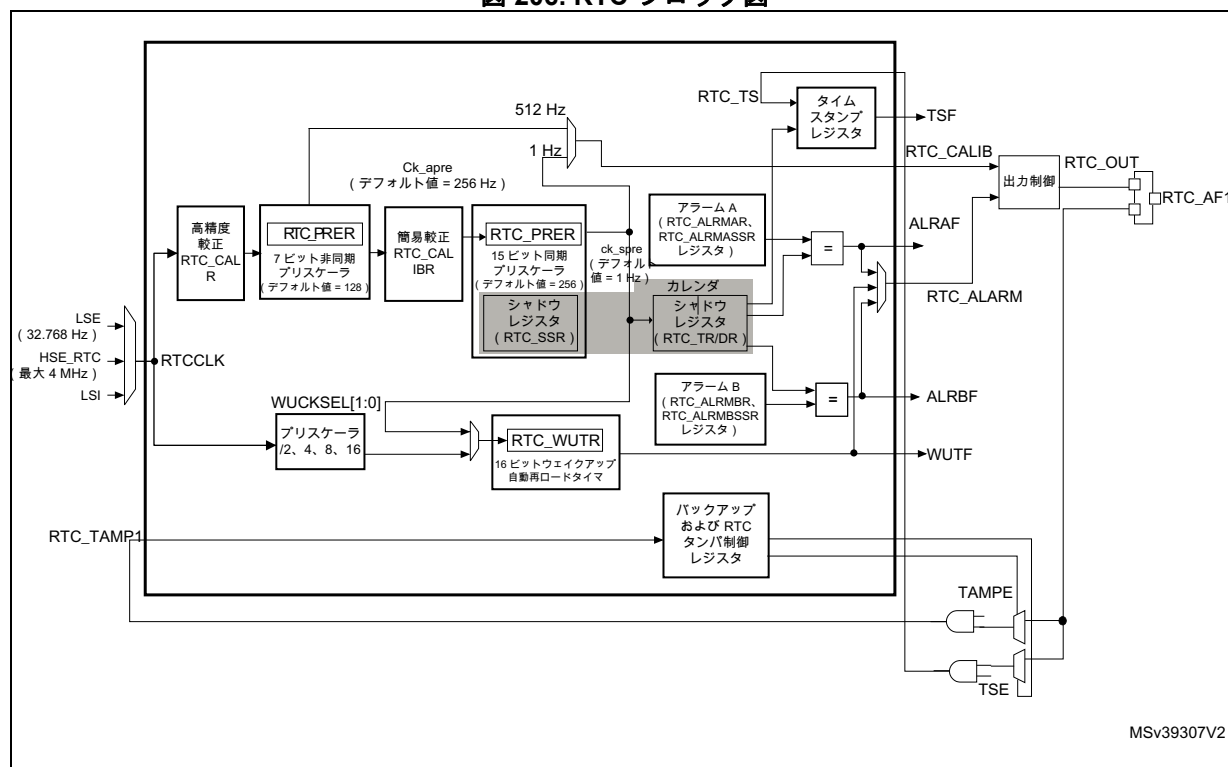 RTC_TS
タイム
スタンプ
レジスタ
TSF
512 Hz
1 Hz
Ck_apre
( デフォルト値 = 256 Hz )
RTC_CALIB
出力制御
RTC_OUT
RTC_AF1
高精度
較正
RTC_CAL
R
RTC_PRER
7 ビット非同期
プリスケーラ
( デフォルト値 = 128 )
簡易較正
RTC_CAL
IBR
RTC_PRER
15 ビット同期
プリスケーラ
( デフォルト値 = 256 )
シャドウ
レジスタ
( RTC_SSR )
ck_spre
( デフォルト
値 = 1 Hz )
アラーム A
( RTC_ALRMAR、
RTC_ALRMASSR
レジスタ )
=
ALRAF
RTC_ALARM
カレンダ
シャドウ
レジスタ
( RTC_TR/DR )
LSE
( 32.768 Hz )
HSE_RTC
( 最大 4 MHz )
LSI
RTCCLK
アラーム B
( RTC_ALRMBR、
RTC_ALRMBSSR
レジスタ )
=
ALRBF
WUCKSEL[1:0]
プリスケーラ
/2、4、8、16
RTC_WUTR
16 ビットウェイクアップ
自動再ロードタイマ
WUTF
RTC_TAMP1
バックアップ
および RTC
タンパ制御
レジスタ
TAMPE
TSE
MSv39307V2